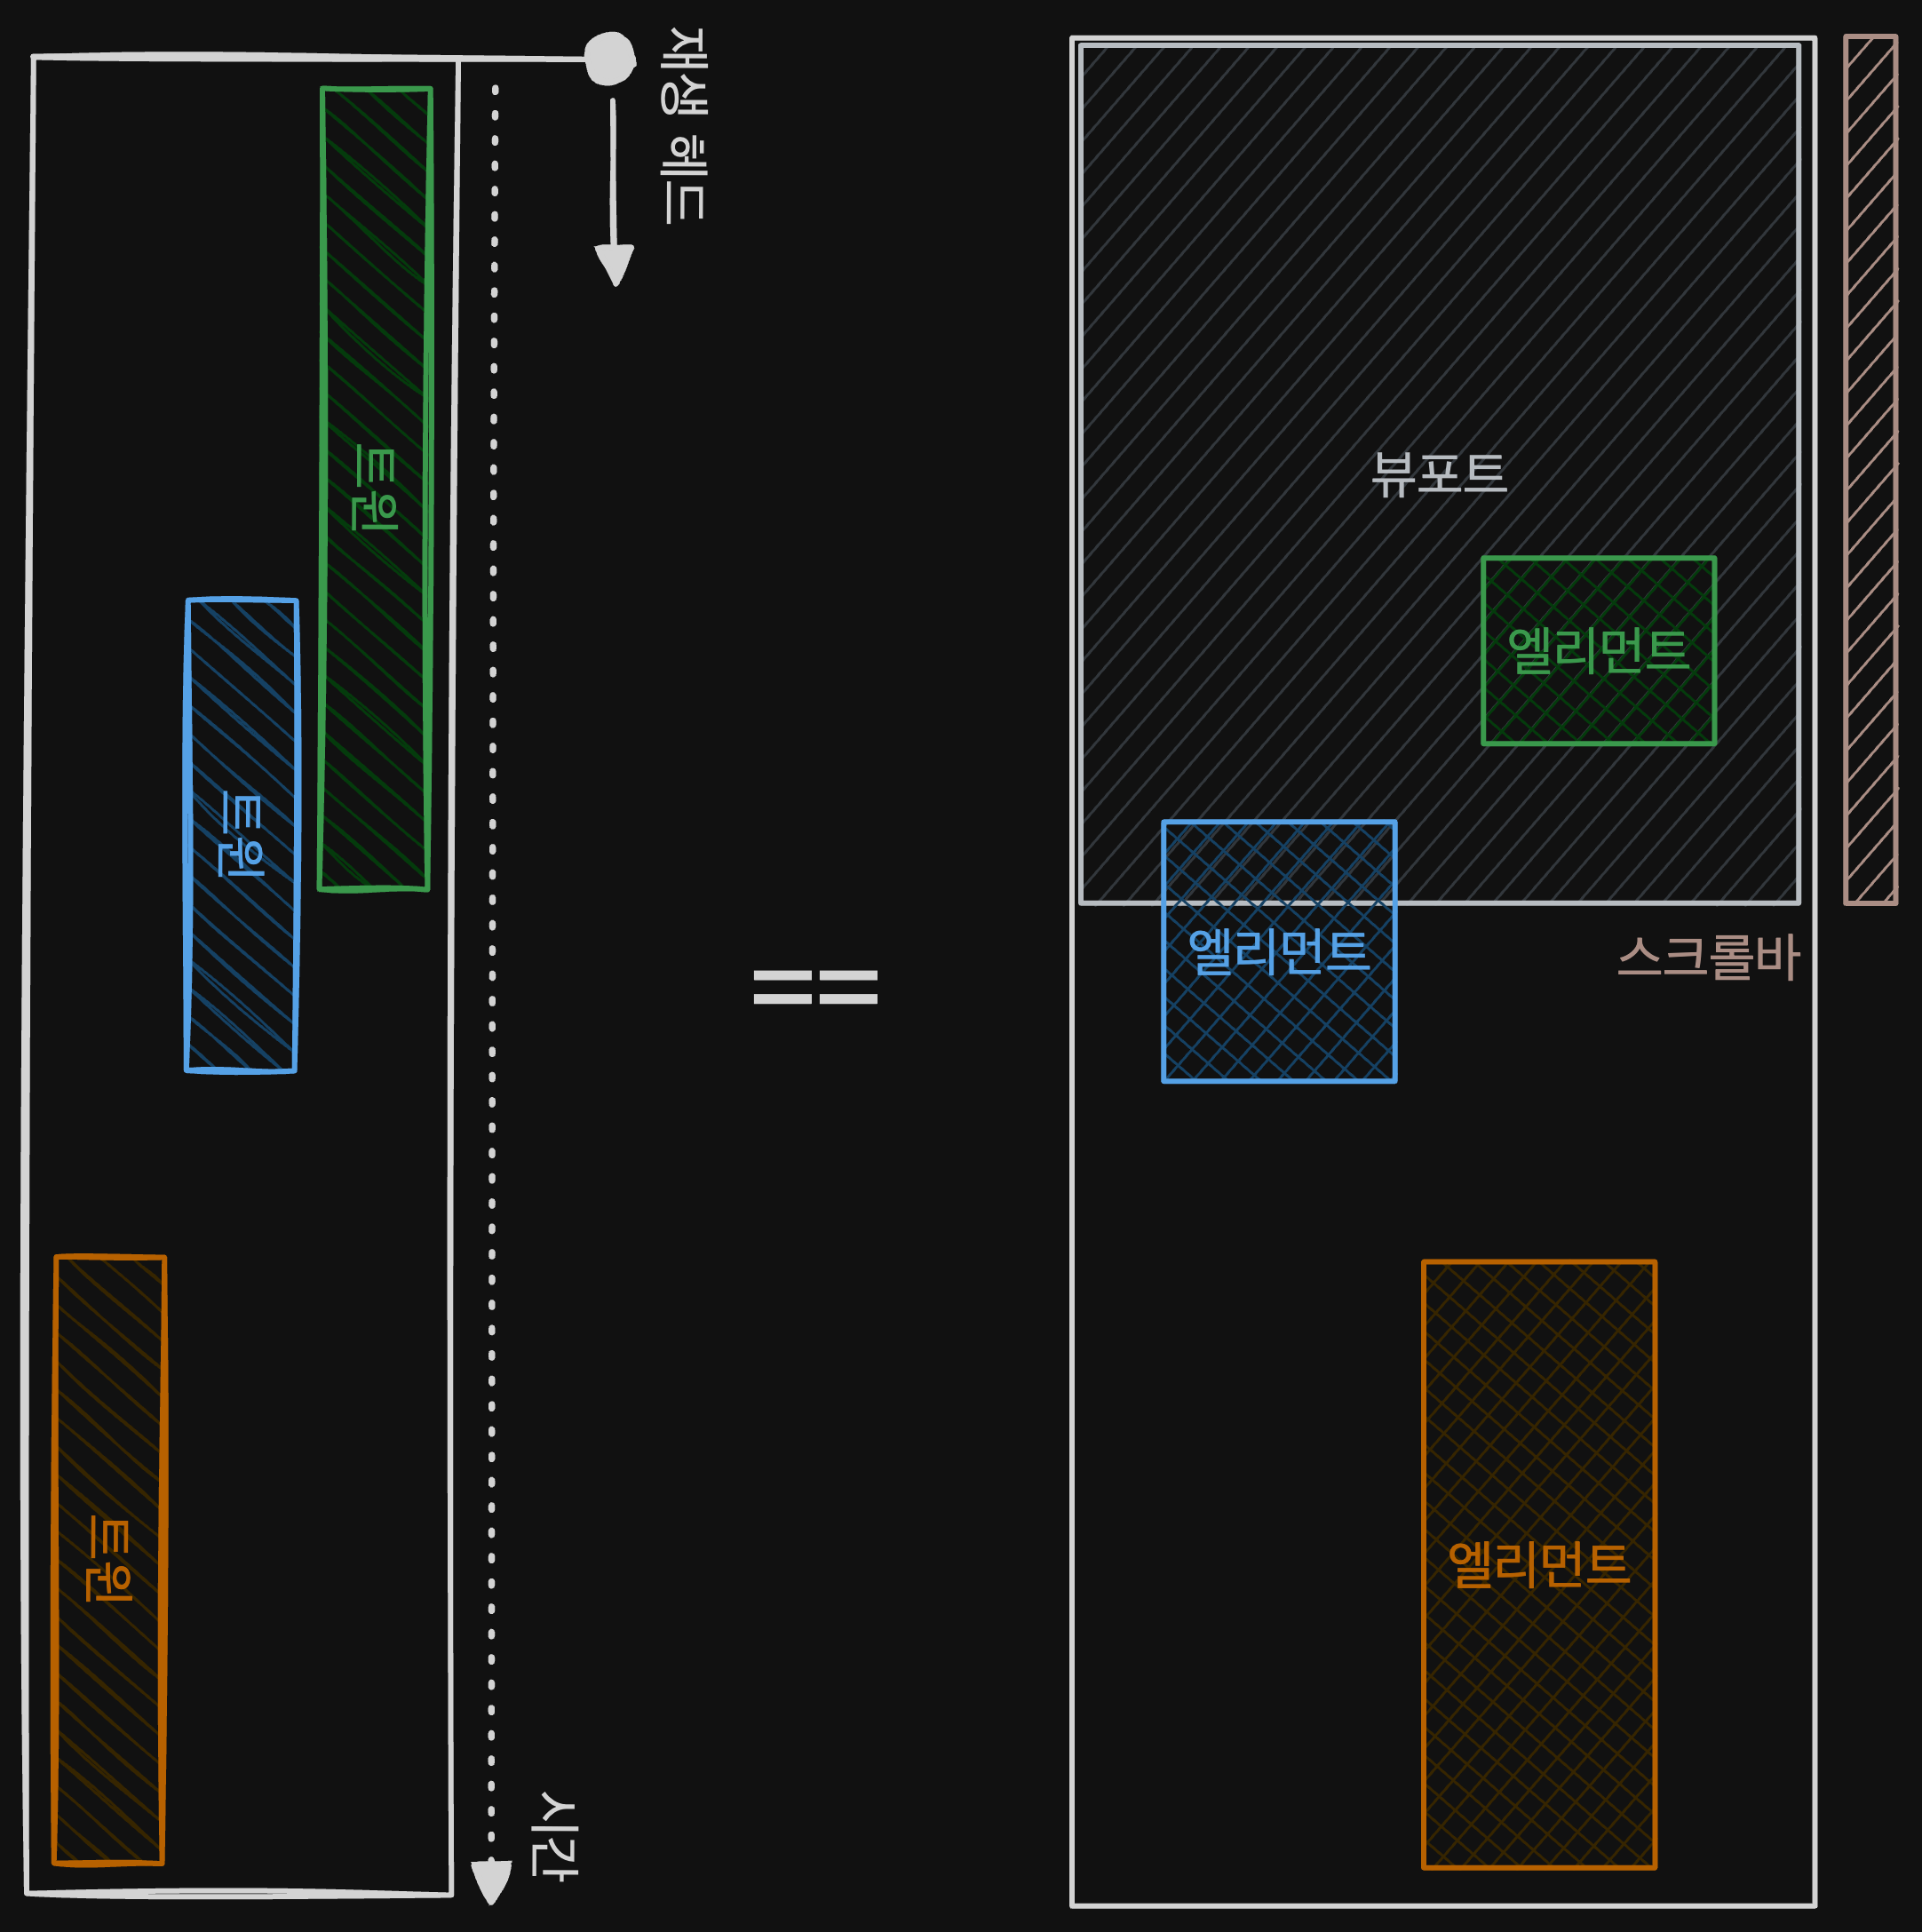 재생 헤드
트윈
트윈
트윈
시간
==
뷰포트
엘리먼트
엘리먼트
스크롤바
엘리먼트